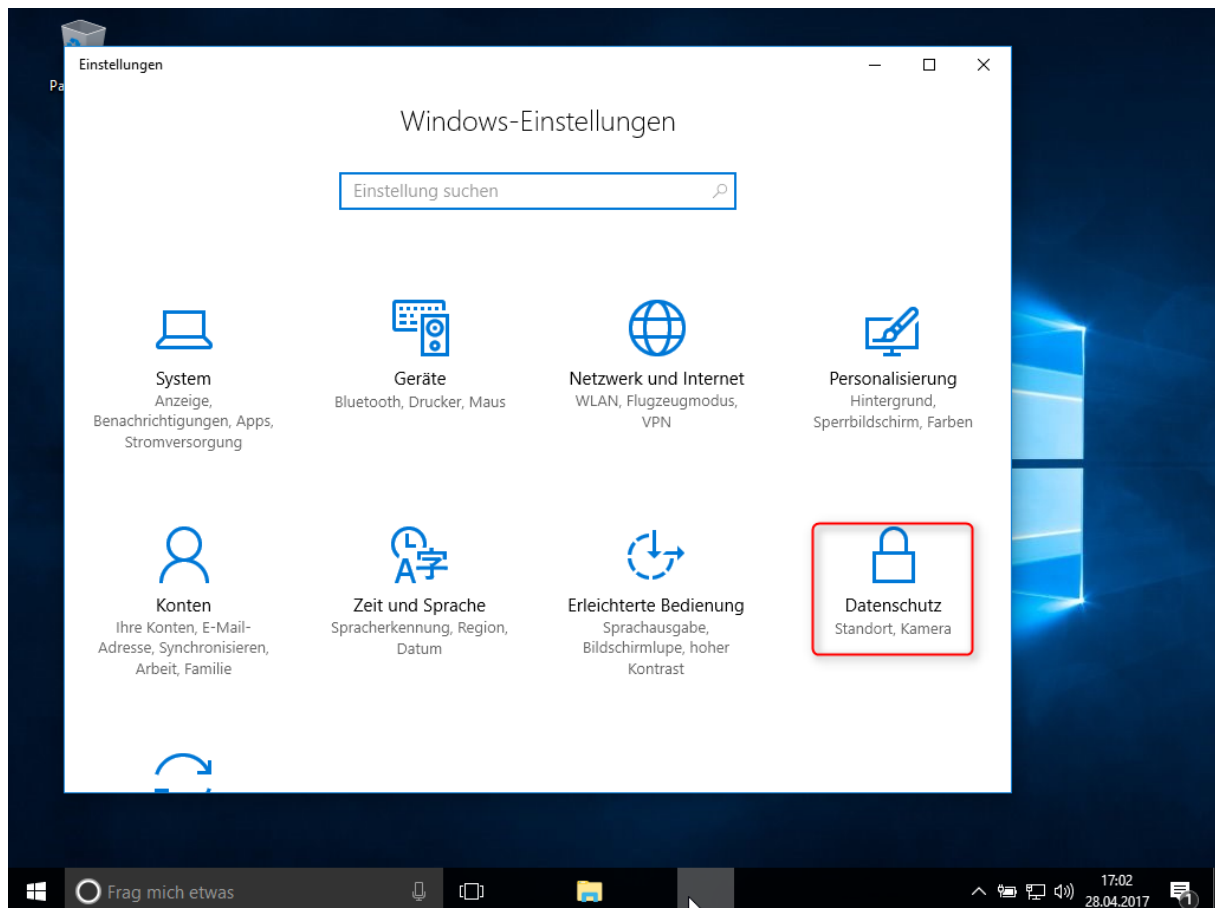 Pa
Einstellungen
Windows-Einstellungen
Einstellung suchen
System
Anzeige,
Benachrichtigungen, Apps,
Stromversorgung
Geräte
Bluetooth, Drucker, Maus
Netzwerk und Internet
WLAN, Flugzeugmodus,
VPN
Personalisierung
Hintergrund,
Sperrbildschirm, Farben
Konten
Ihre Konten, E-Mail-
Adresse, Synchronisieren,
Arbeit, Familie
Zeit und Sprache
Spracherkennung, Region,
Datum
Erleichterte Bedienung
Sprachausgabe,
Bildschirmlupe, hoher
Kontrast
Datenschutz
Standort, Kamera
Frag mich etwas
17:02
28.04.2017
1